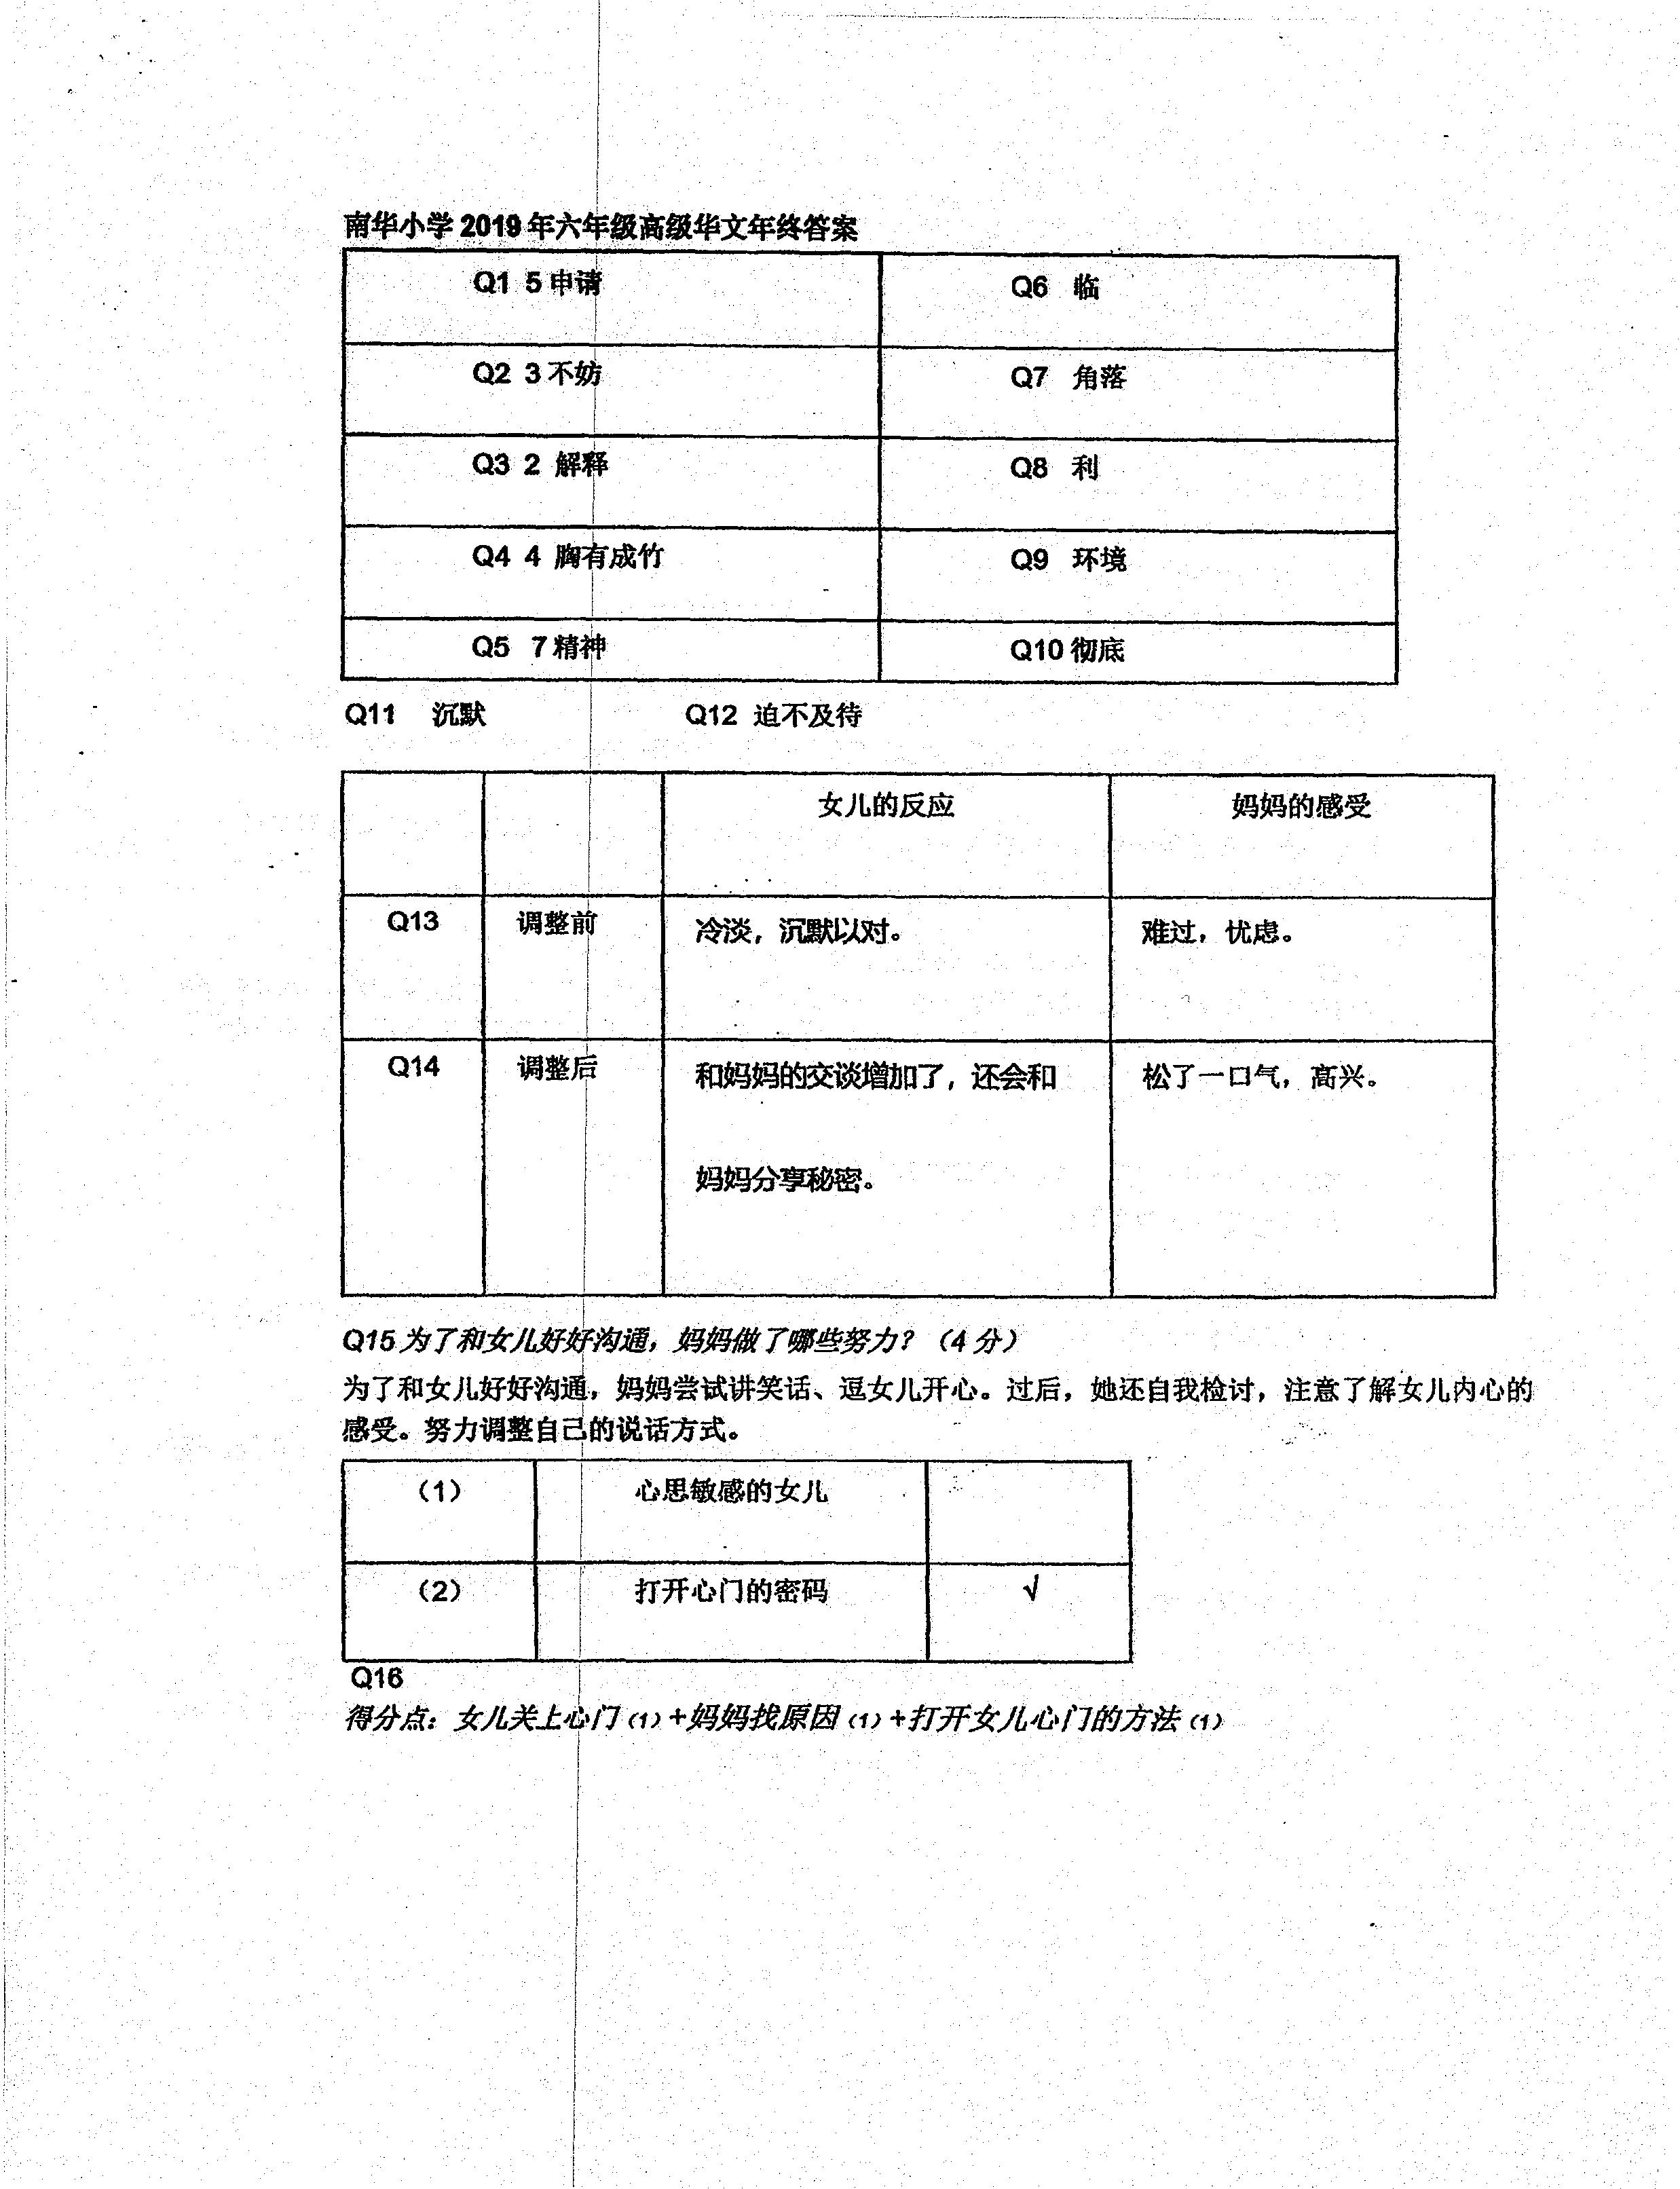 南华小学 2019 年六年级高级华文年终答案
Q1 5 申请 Q6 临
Q2 3 不妨 Q7 角落
Q3 2 解释 Q8 利
Q4 4 胸有成竹 Q9 环境
Q5 7 精神 Q10 彻底
Q11 沉默 Q12 迫不及待
女儿的反应 妈妈的感受
Q13 调整前 冷淡，沉默以对。 难过，忧虑。
Q14 调整后 和妈妈的交谈增加了，还会和 松了一口气，高兴。
妈妈分享秘密。
Q15 为了和女儿好好沟通，妈妈做了哪些努力？（4 分）
为了和女儿好好沟通，妈妈尝试讲笑话、逗女儿开心。过后，她还自我检讨，注意了解女儿内心的
感受。努力调整自己的说话方式。
（1） 心思敏感的女儿
（2） 打开心门的密码 √
Q16
得分点：女儿关上心门（1）+妈妈找原因（1）+打开女儿心门的方法（1）